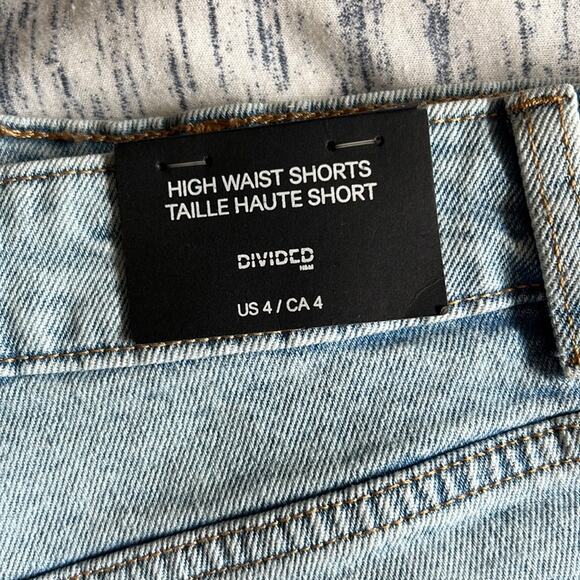 HIGH WAIST SHORTS
TAILLE HAUTE SHORT
DIVIDED
H&M
US 4 / CA 4